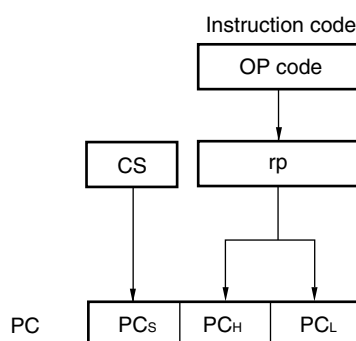 Instruction code
OP code
CS
rp
PC
PCS
PCH
PCL